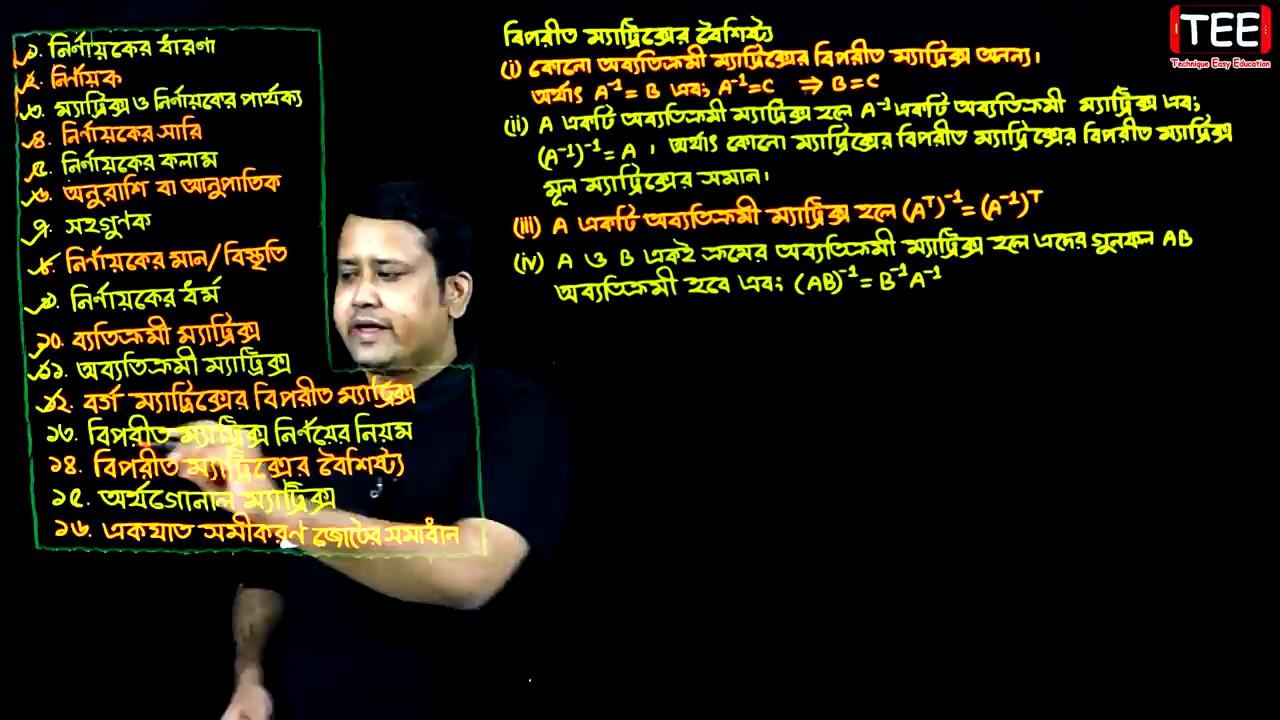 ১. নির্ণায়কের ধারণা
২. নির্ণায়ক
৩. ম্যাট্রিক্স ও নির্ণায়কের পার্থক্য
৪. নির্ণায়কের সারি
৫. নির্ণায়কের কলাম
৬. অনুরাশি বা আনুপাতিক
৭. সহগুণক
৮. নির্ণায়কের মান/বিস্তৃতি
৯. নির্ণায়কের ধর্ম
১০. ব্যতিক্রমী ম্যাট্রিক্স
১১. অব্যতিক্রমী ম্যাট্রিক্স
১২. বর্গ ম্যাট্রিক্সের বিপরীত ম্যাট্রিক্স
১৩. বিপরীত ম্যাট্রিক্স নির্ণয়ের নিয়ম
১৪. বিপরীত ম্যাট্রিক্সের বৈশিষ্ট্য
১৫. অর্থগোনাল ম্যাট্রিক্স
১৬. একঘাত সমীকরণ জোটের সমাধান
বিপরীত ম্যাট্রিক্সের বৈশিষ্ট্য
(i) কোনো অব্যতিক্রমী ম্যাট্রিক্সের বিপরীত ম্যাট্রিক্স অনন্য।
অর্থাৎ A⁻¹ = B এবং A⁻¹ = C ⇒ B = C
(ii) A একটি অব্যতিক্রমী ম্যাট্রিক্স হলে A⁻¹ একটি অব্যতিক্রমী ম্যাট্রিক্স এবং
(A⁻¹)⁻¹ = A । অর্থাৎ কোনো ম্যাট্রিক্সের বিপরীত ম্যাট্রিক্সের বিপরীত ম্যাট্রিক্স
মূল ম্যাট্রিক্সের সমান।
(iii) A একটি অব্যতিক্রমী ম্যাট্রিক্স হলে (Aᵀ)⁻¹ = (A⁻¹)ᵀ
(iv) A ও B একই ক্রমের অব্যতিক্রমী ম্যাট্রিক্স হলে এদের গুনফল AB
অব্যতিক্রমী হবে এবং (AB)⁻¹ = B⁻¹A⁻¹
TEE
Technique Easy Education